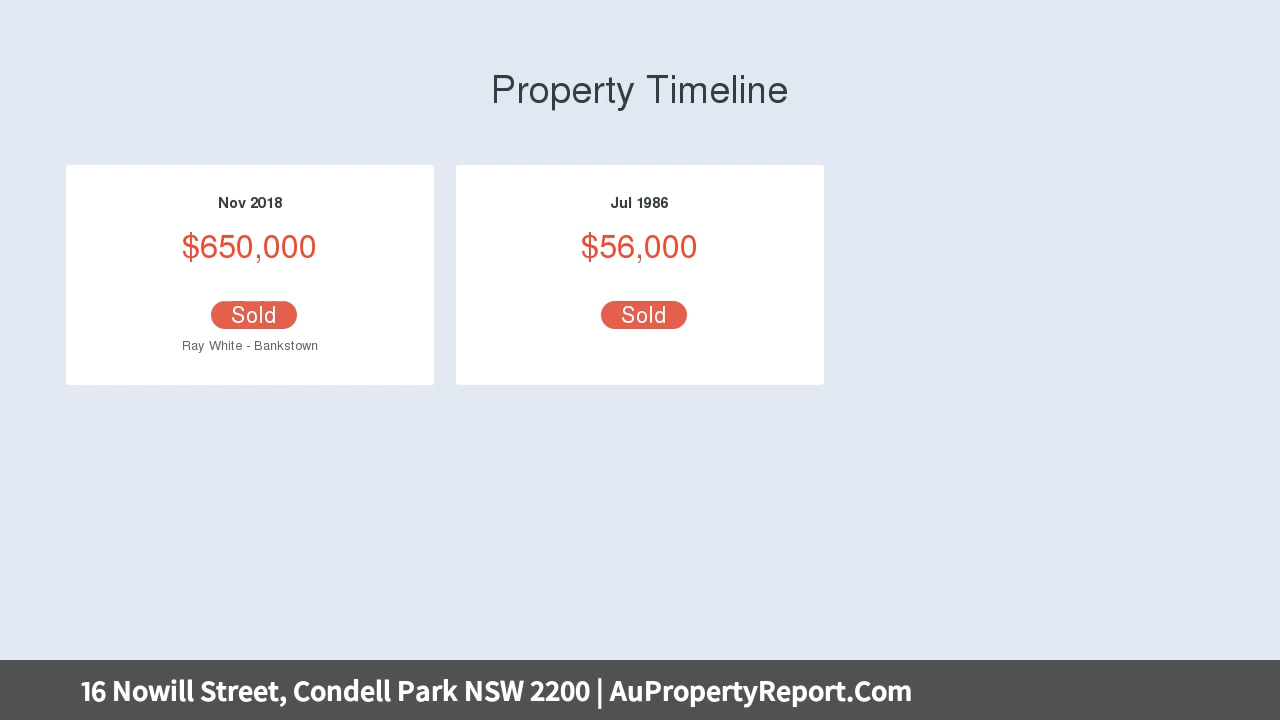 Property Timeline
Nov 2018
$650,000
Sold
Ray White - Bankstown
Jul 1986
$56,000
Sold
16 Nowill Street, Condell Park NSW 2200 | AuPropertyReport.Com